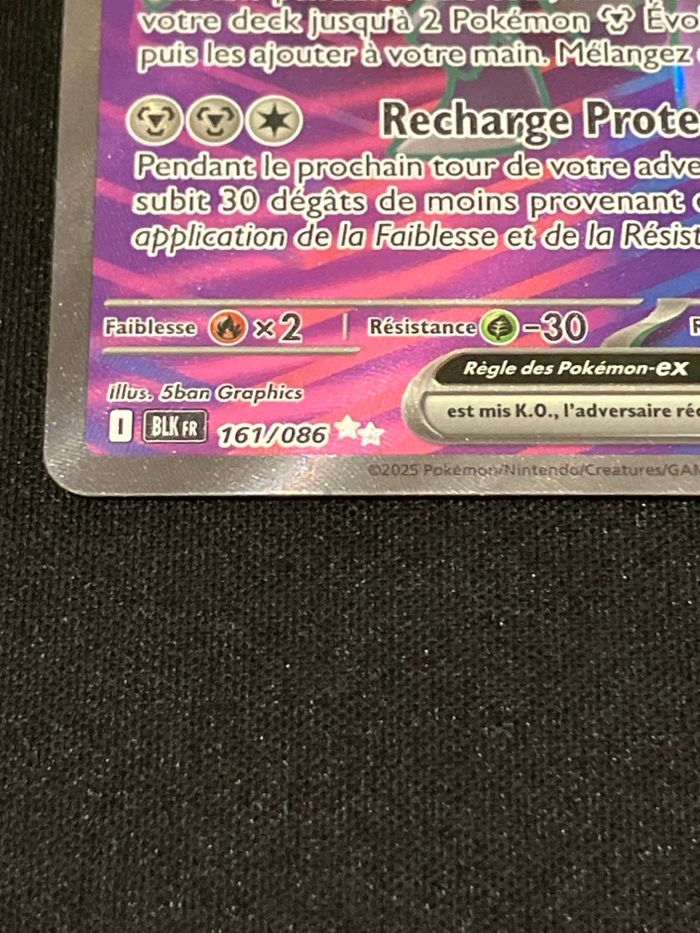 votre deck jusqu'à 2 Pokémon Évo
puis les ajouter à votre main. Mélangez
Recharge Prote
Pendant le prochain tour de votre adve
subit 30 dégâts de moins provenant
application de la Faiblesse et de la Résist
Faiblesse ×2 Résistance -30 F
Règle des Pokémon-ex
est mis K.O., l'adversaire réc
Illus. 5ban Graphics
I BLK FR 161/086
©2025 Pokémon/Nintendo/Creatures/GAM